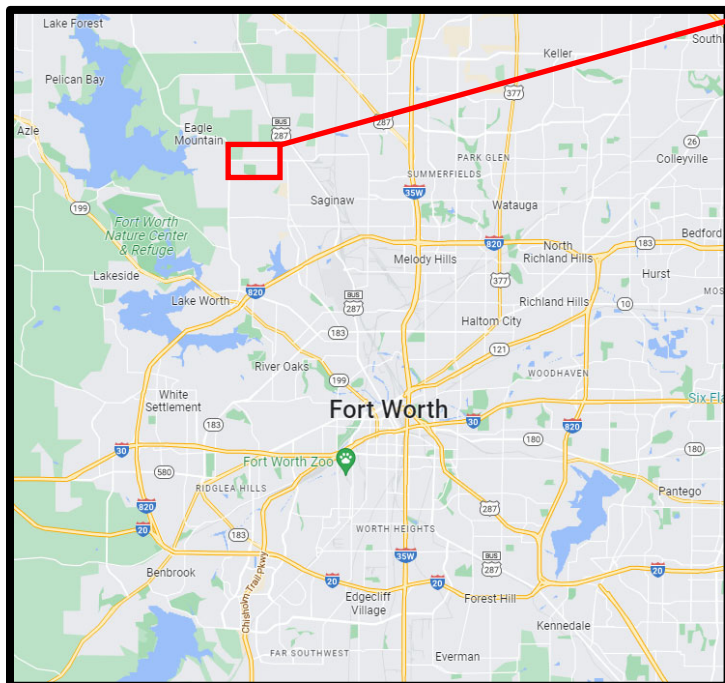 Lake Forest
Keller
South
Pelican Bay
377
287
BUS
287
Azle
Eagle
Mountain
26
Colleyville
PARK GLEN
SUMMERFIELDS
35W
199
Saginaw
Watauga
Fort Worth
Nature Center
& Refuge
Bedford
820
North
Richland Hills
183
Melody Hills
Lakeside
Hurst
377
MOS
820
BUS
287
Lake Worth
Richland Hills
10
Haltom City
183
121
River Oaks
199
WOODHAVEN
White
Settlement
Six Fla
Fort Worth
183
30
820
180
180
30
Fort Worth Zoo
580
RIDGLEA HILLS
Pantego
820
287
20
WORTH HEIGHTS
183
35W
BUS
287
Benbrook
20
20
20
Chisholm Trail Pkwy
Edgecliff
Village
Forest Hill
Kennedale
FAR SOUTHWEST
Everman